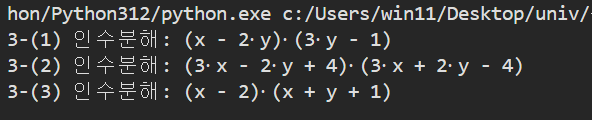 hon/Python312/python.exe c:/Users/win11/Desktop/univ/
3-(1) 인수분해: (x - 2⋅y)⋅(3⋅y - 1)
3-(2) 인수분해: (3⋅x - 2⋅y + 4)⋅(3⋅x + 2⋅y - 4)
3-(3) 인수분해: (x - 2)⋅(x + y + 1)